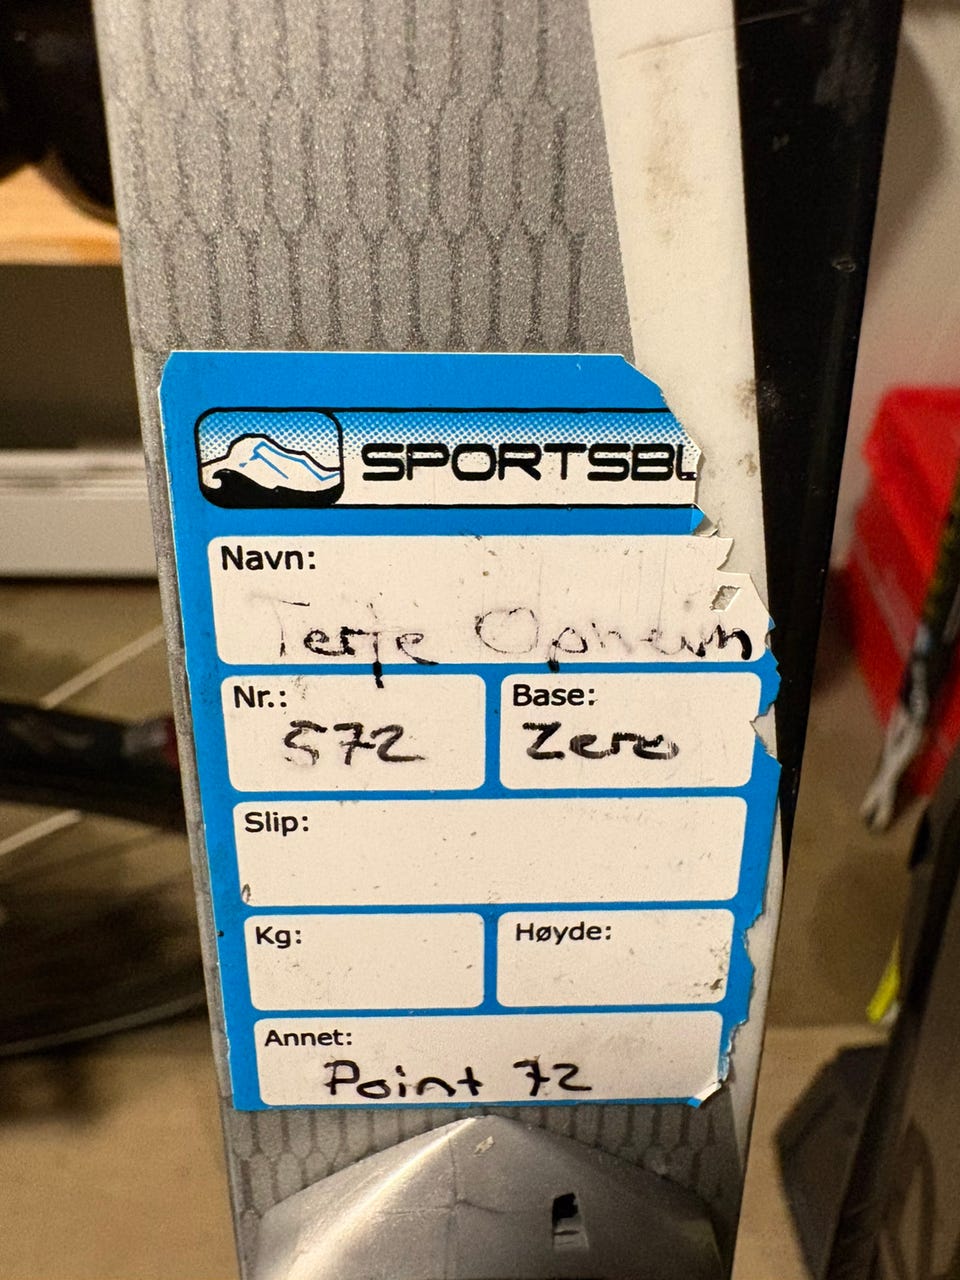 SPORTSBL
Navn:
Terje Opheim
Nr.:
572
Base:
Zero
Slip:
Kg:
Høyde:
Annet:
Point 72